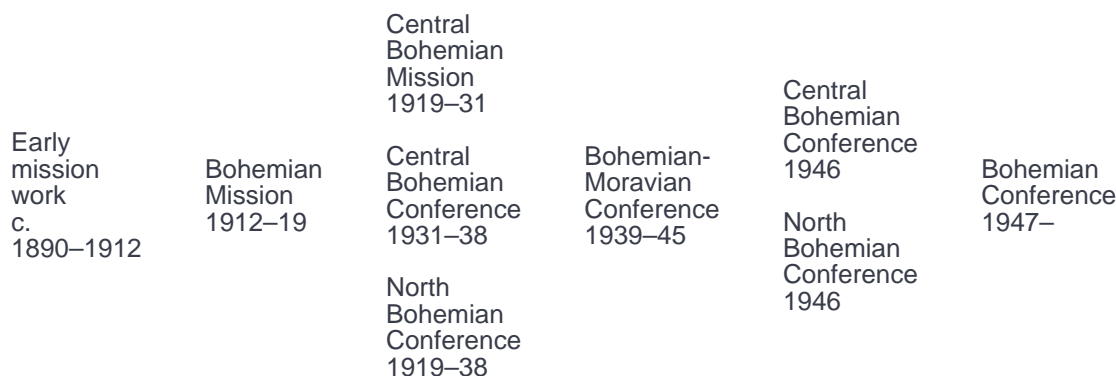 Early
mission
work
c.
1890–1912
Bohemian
Mission
1912–19
Central
Bohemian
Mission
1919–31
Central
Bohemian
Conference
1931–38
North
Bohemian
Conference
1919–38
Bohemian-
Moravian
Conference
1939–45
Central
Bohemian
Conference
1946
North
Bohemian
Conference
1946
Bohemian
Conference
1947–